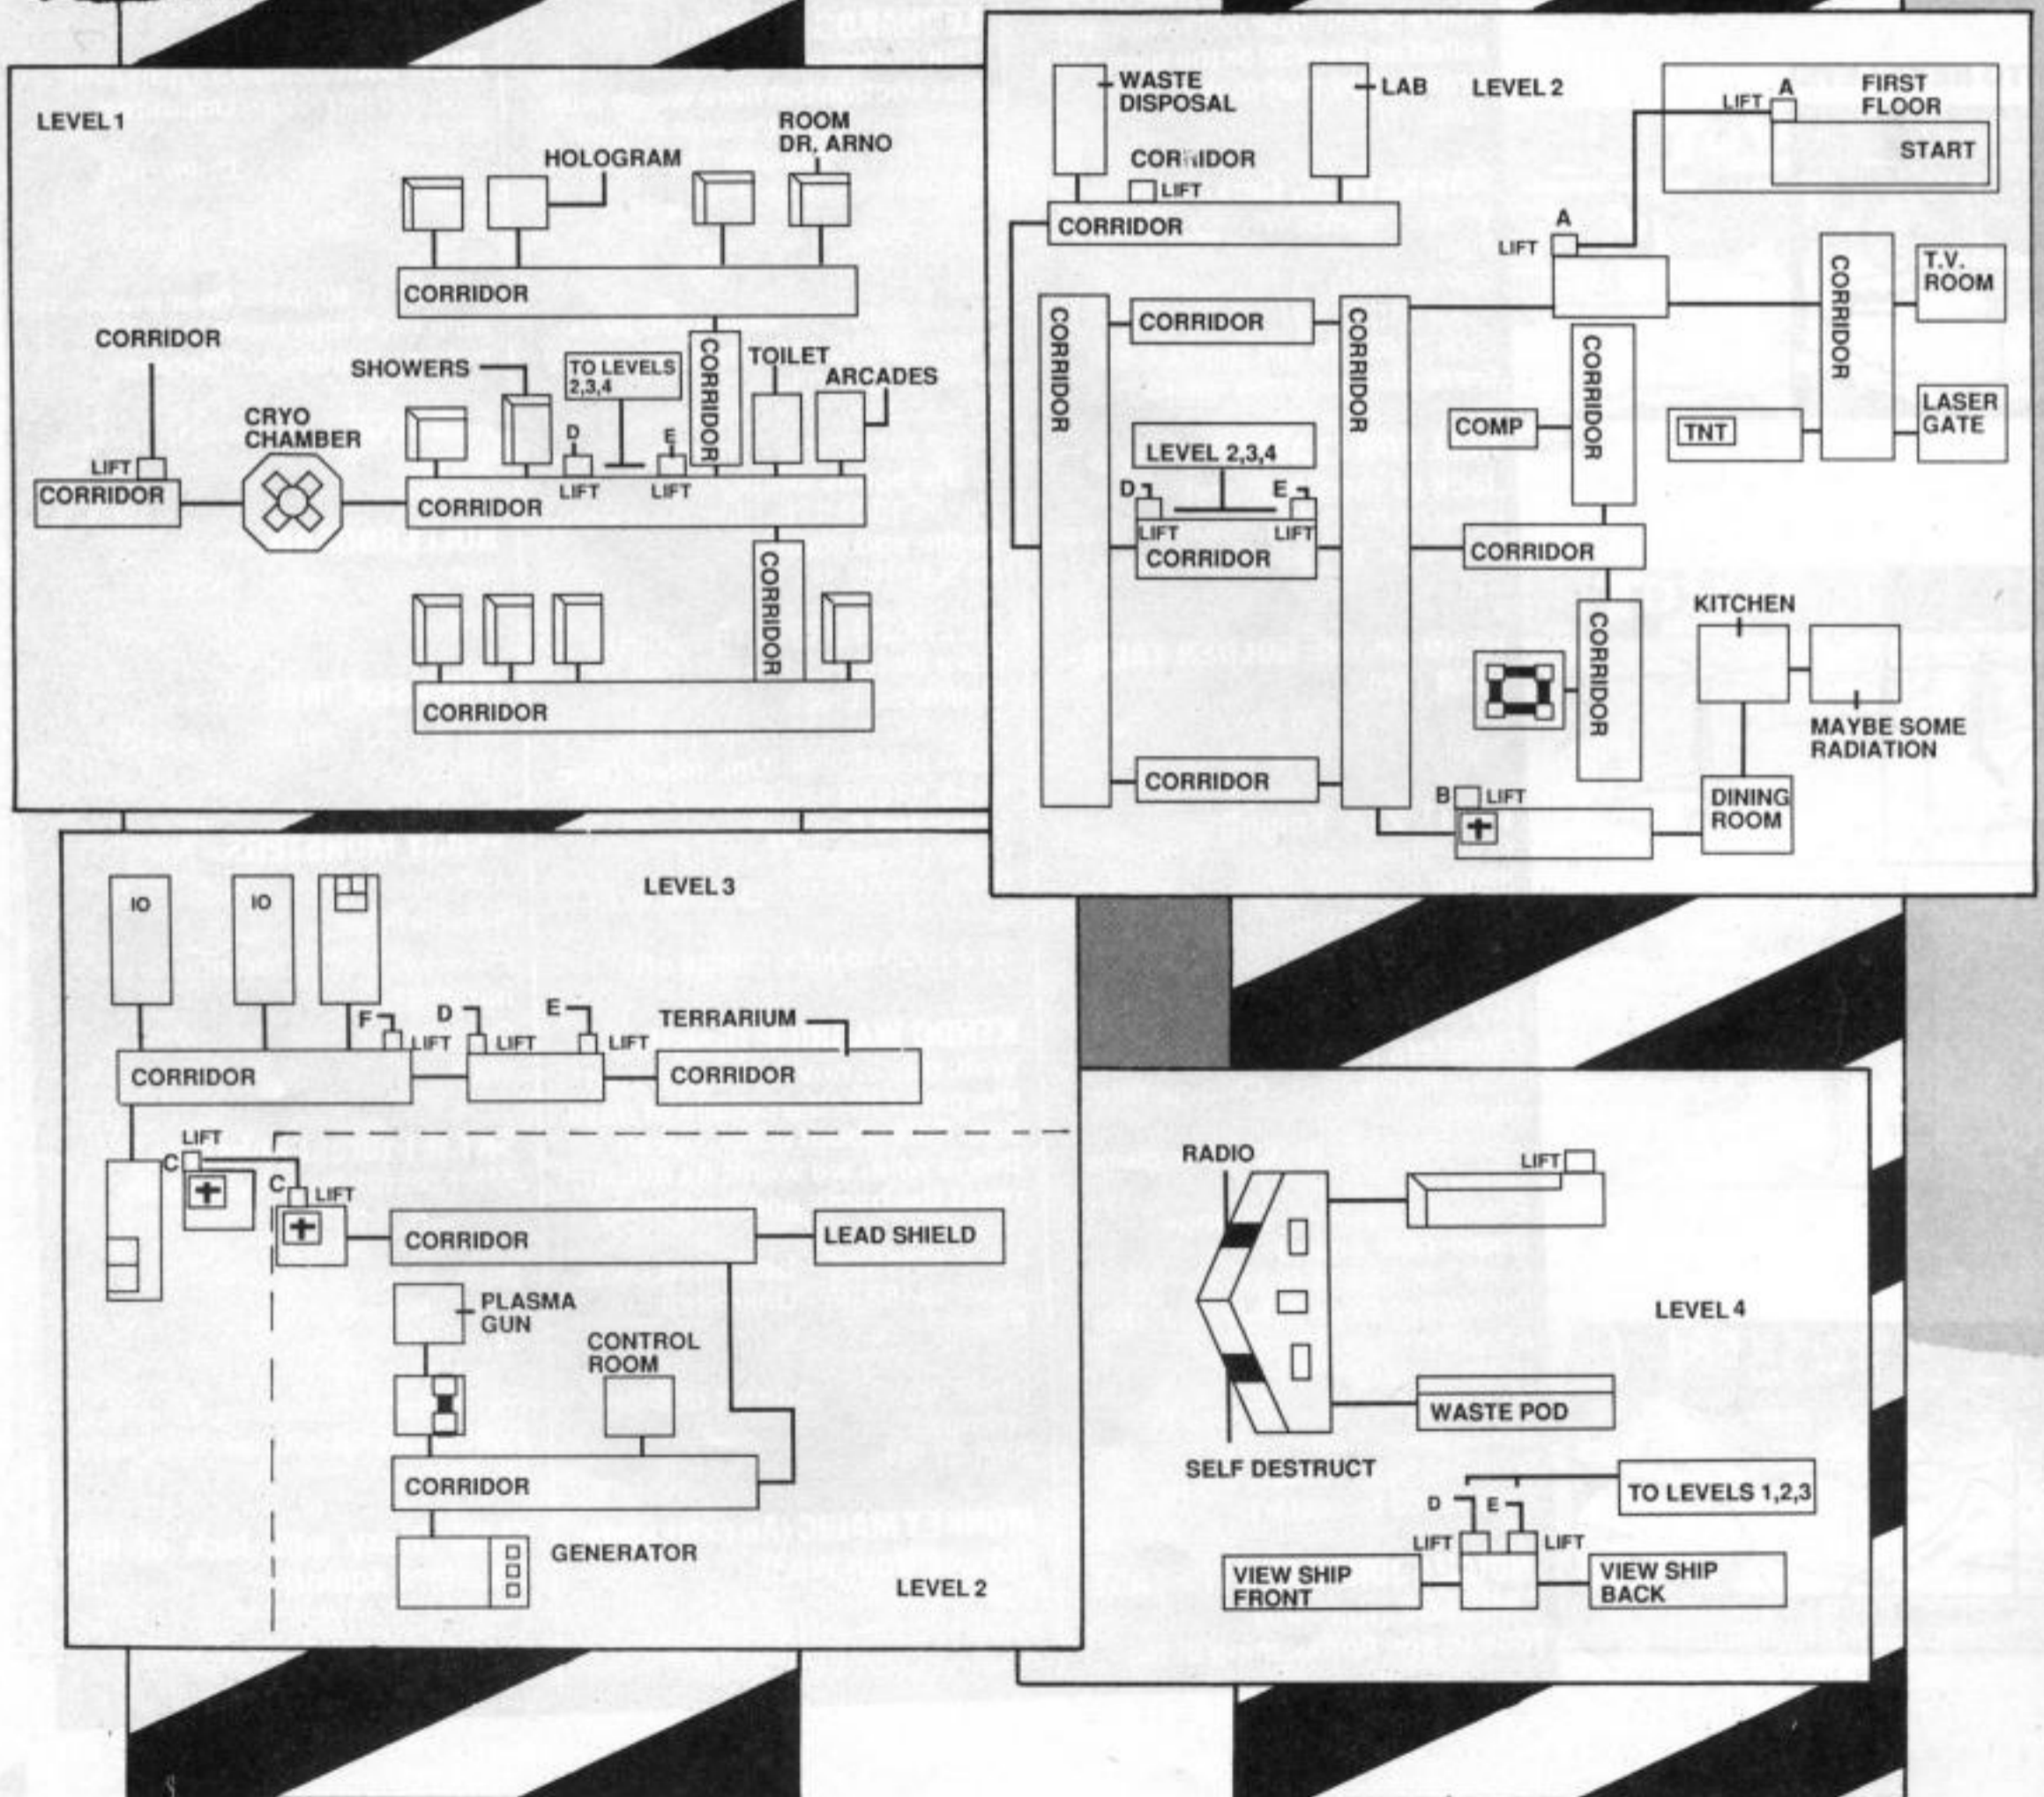 LEVEL 1
ROOM
DR. ARNO
HOLOGRAM
CORRIDOR
CORRIDOR
SHOWERS
TO LEVELS
2,3,4
CORRIDOR
TOILET
ARCADES
CRYO
CHAMBER
D
E
LIFT
CORRIDOR
LIFT
LIFT
CORRIDOR
CORRIDOR
CORRIDOR
WASTE
DISPOSAL
LAB
LEVEL 2
LIFT
A
FIRST
FLOOR
START
CORRIDOR
LIFT
CORRIDOR
A
LIFT
CORRIDOR
T.V.
ROOM
CORRIDOR
CORRIDOR
CORRIDOR
CORRIDOR
COMP
TNT
LASER
GATE
LEVEL 2,3,4
D
E
LIFT
LIFT
CORRIDOR
CORRIDOR
CORRIDOR
KITCHEN
MAYBE SOME
RADIATION
CORRIDOR
B
LIFT
DINING
ROOM
LEVEL 3
IO
IO
F
LIFT
D
LIFT
E
LIFT
TERRARIUM
CORRIDOR
CORRIDOR
LIFT
C
C
LIFT
CORRIDOR
LEAD SHIELD
PLASMA
GUN
CONTROL
ROOM
CORRIDOR
GENERATOR
LEVEL 2
RADIO
LIFT
LEVEL 4
WASTE POD
SELF DESTRUCT
TO LEVELS 1,2,3
D
E
LIFT
LIFT
VIEW SHIP
FRONT
VIEW SHIP
BACK